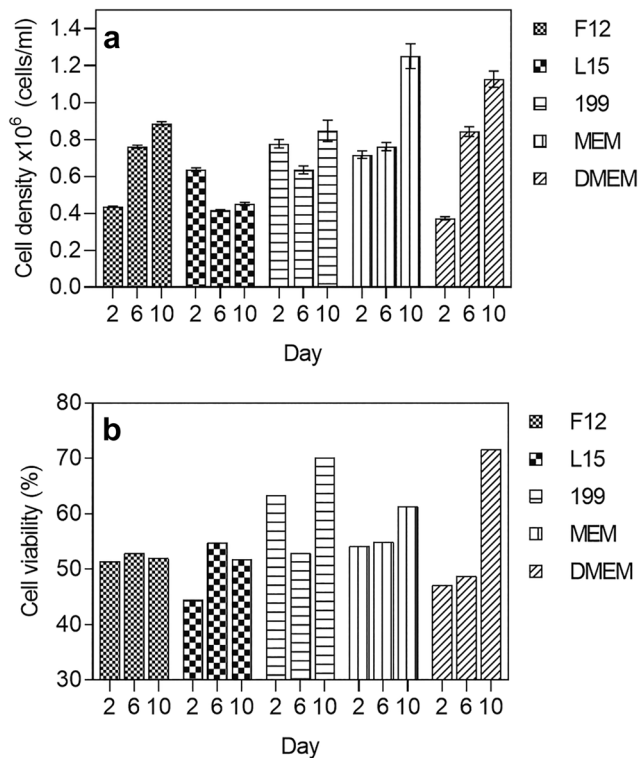 a
Cell density x10⁶ (cells/ml)
1.4
1.2
1.0
0.8
0.6
0.4
0.2
0.0
2 6 10 2 6 10 2 6 10 2 6 10 2 6 10
Day
F12
L15
199
MEM
DMEM
b
Cell viability (%)
80
70
60
50
40
30
2 6 10 2 6 10 2 6 10 2 6 10 2 6 10
Day
F12
L15
199
MEM
DMEM